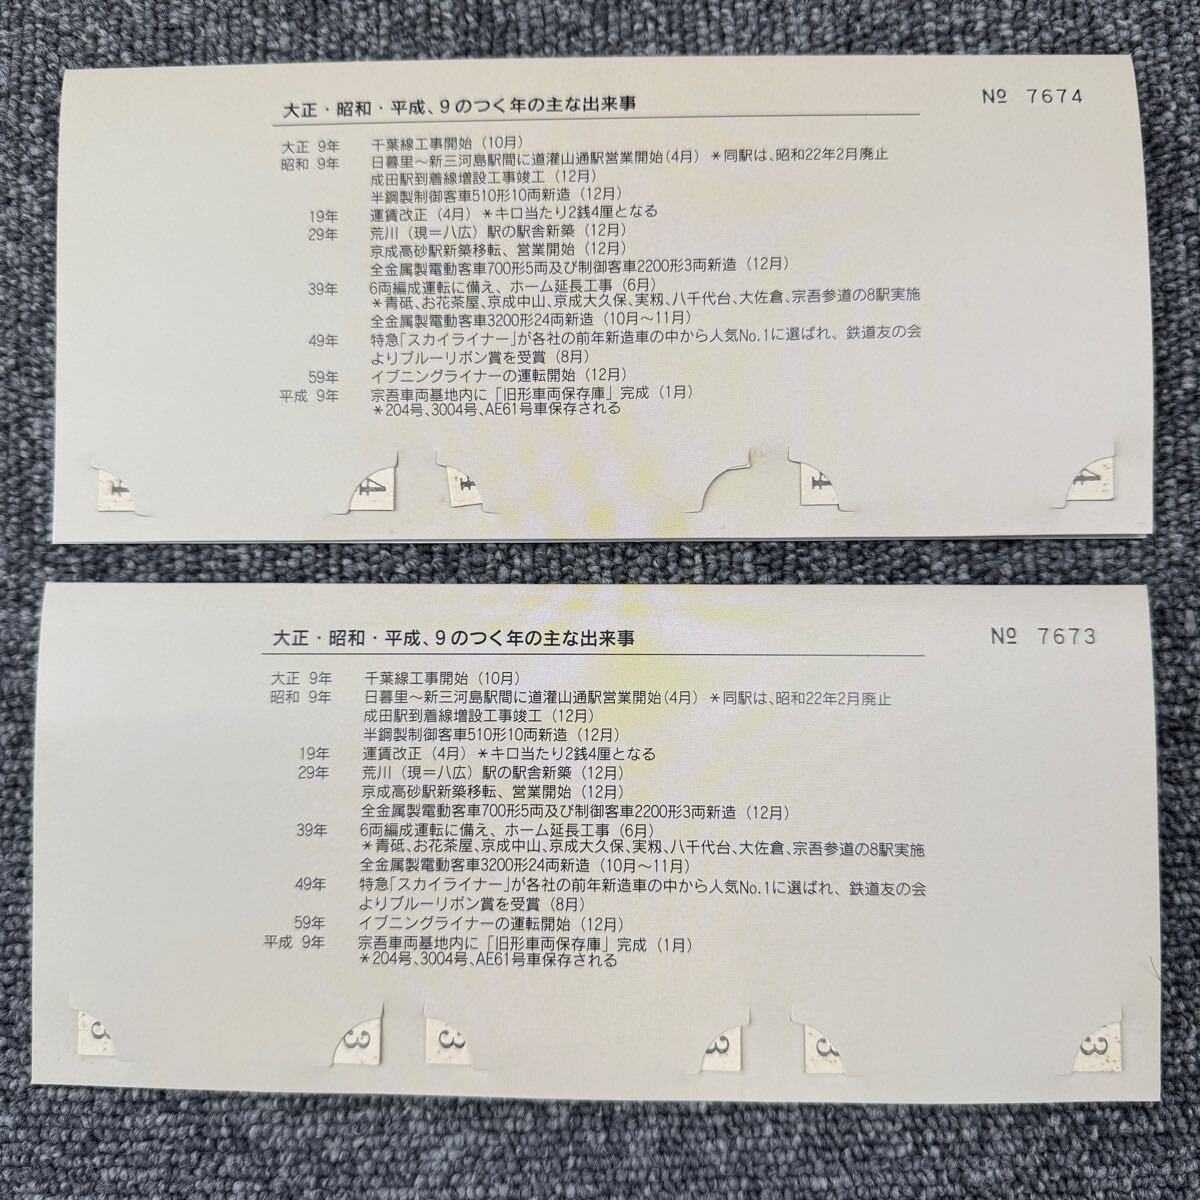 大正・昭和・平成、9のつく年の主な出来事
№ 7674
大正 9年 千葉線工事開始（10月）
昭和 9年 日暮里～新三河島駅間に道灌山通駅営業開始（4月）＊同駅は、昭和22年2月廃止
成田駅到着線増設工事竣工（12月）
半鋼製制御客車510形10両新造（12月）
19年 運賃改正（4月）＊キロ当たり2銭4厘となる
29年 荒川（現＝八広）駅の駅舎新築（12月）
京成高砂駅新築移転、営業開始（12月）
全金属製電動客車700形5両及び制御客車2200形3両新造（12月）
39年 6両編成運転に備え、ホーム延長工事（6月）
＊青砥、お花茶屋、京成中山、京成大久保、実籾、八千代台、大佐倉、宗吾参道の8駅実施
全金属製電動客車3200形24両新造（10月～11月）
49年 特急「スカイライナー」が各社の前年新造車の中から人気No.1に選ばれ、鉄道友の会
よりブルーリボン賞を受賞（8月）
59年 イブニングライナーの運転開始（12月）
平成 9年 宗吾車両基地内に「旧形車両保存庫」完成（1月）
＊204号、3004号、AE61号車保存される
4 4 4 4 4
大正・昭和・平成、9のつく年の主な出来事
№ 7673
大正 9年 千葉線工事開始（10月）
昭和 9年 日暮里～新三河島駅間に道灌山通駅営業開始（4月）＊同駅は、昭和22年2月廃止
成田駅到着線増設工事竣工（12月）
半鋼製制御客車510形10両新造（12月）
19年 運賃改正（4月）＊キロ当たり2銭4厘となる
29年 荒川（現＝八広）駅の駅舎新築（12月）
京成高砂駅新築移転、営業開始（12月）
全金属製電動客車700形5両及び制御客車2200形3両新造（12月）
39年 6両編成運転に備え、ホーム延長工事（6月）
＊青砥、お花茶屋、京成中山、京成大久保、実籾、八千代台、大佐倉、宗吾参道の8駅実施
全金属製電動客車3200形24両新造（10月～11月）
49年 特急「スカイライナー」が各社の前年新造車の中から人気No.1に選ばれ、鉄道友の会
よりブルーリボン賞を受賞（8月）
59年 イブニングライナーの運転開始（12月）
平成 9年 宗吾車両基地内に「旧形車両保存庫」完成（1月）
＊204号、3004号、AE61号車保存される
3 3 3 3 3 3